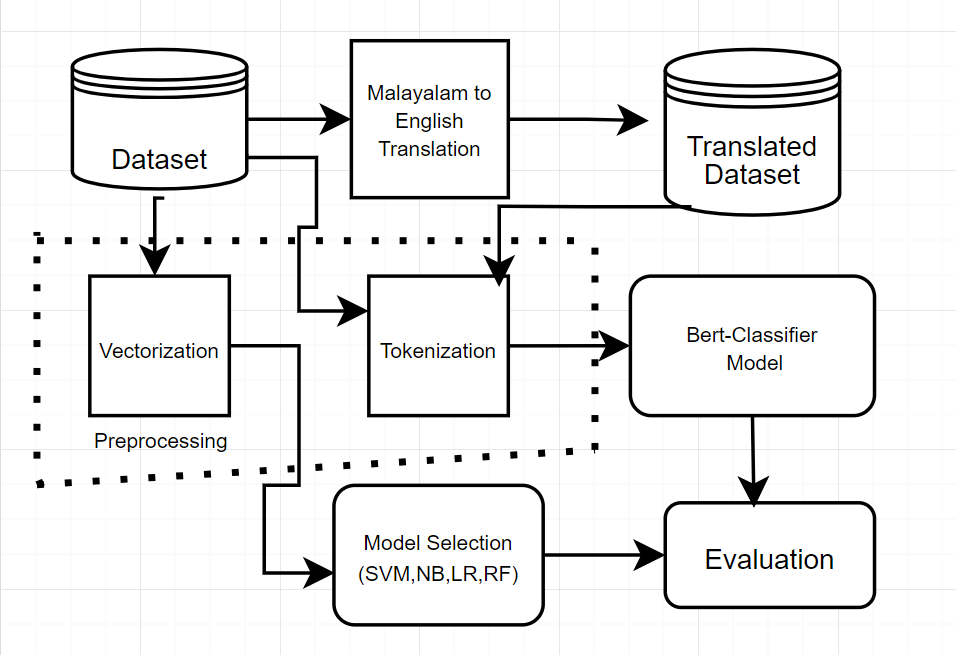 Dataset
Malayalam to
English
Translation
Translated
Dataset
Vectorization
Tokenization
Bert-Classifier
Model
Preprocessing
Model Selection
(SVM,NB,LR,RF)
Evaluation